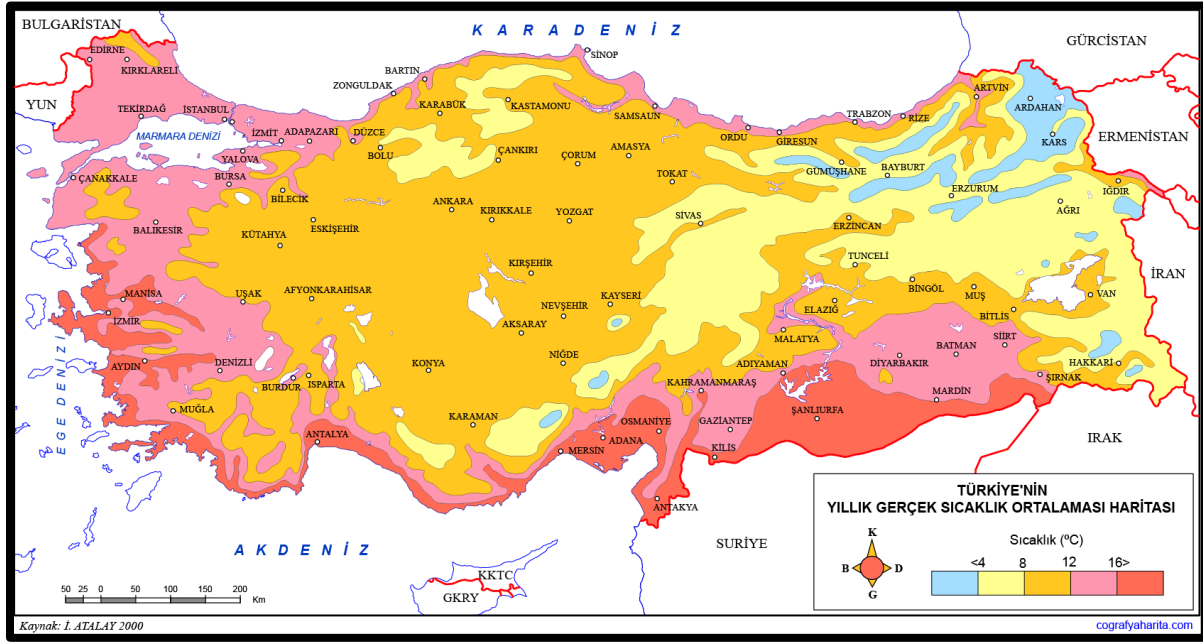 BULGARİSTAN
K A R A D E N İ Z
GÜRCİSTAN
EDİRNE
KIRKLARELİ
SİNOP
BARTIN
ZONGULDAK
ARTVİN
ARDAHAN
YUN
TEKİRDAĞ
İSTANBUL
KARABÜK
KASTAMONU
SAMSUN
TRABZON
RİZE
ERMENİSTAN
MARMARA DENİZİ
İZMİT
ADAPAZARI
DÜZCE
ORDU
GİRESUN
KARS
YALOVA
BOLU
ÇANKIRI
ÇORUM
AMASYA
ÇANAKKALE
BURSA
TOKAT
GÜMÜŞHANE
BAYBURT
IĞDIR
BİLECİK
ERZURUM
ANKARA
KIRIKKALE
YOZGAT
SİVAS
AĞRI
BALIKESİR
KÜTAHYA
ESKİŞEHİR
ERZİNCAN
KIRŞEHİR
TUNCELİ
İRAN
MANİSA
UŞAK
AFYONKARAHİSAR
NEVŞEHİR
KAYSERİ
ELAZIĞ
BİNGÖL
MUŞ
VAN
İZMİR
AKSARAY
BİTLİS
MALATYA
SİİRT
EGE DENİZİ
AYDIN
DENİZLİ
KONYA
NİĞDE
ADIYAMAN
DİYARBAKIR
BATMAN
HAKKARİ
BURDUR
ISPARTA
KAHRAMANMARAŞ
MARDİN
ŞIRNAK
MUĞLA
KARAMAN
OSMANİYE
GAZİANTEP
ŞANLIURFA
ANTALYA
MERSİN
ADANA
KİLİS
IRAK
ANTAKYA
SURİYE
A K D E N İ Z
KKTC
GKRY
TÜRKİYE'NİN
YILLIK GERÇEK SICAKLIK ORTALAMASI HARİTASI
K
B D
G
Sıcaklık (ºC)
<4 8 12 16>
50 25 0 50 100 150 200
Km
Kaynak: İ. ATALAY 2000
cografyaharita.com